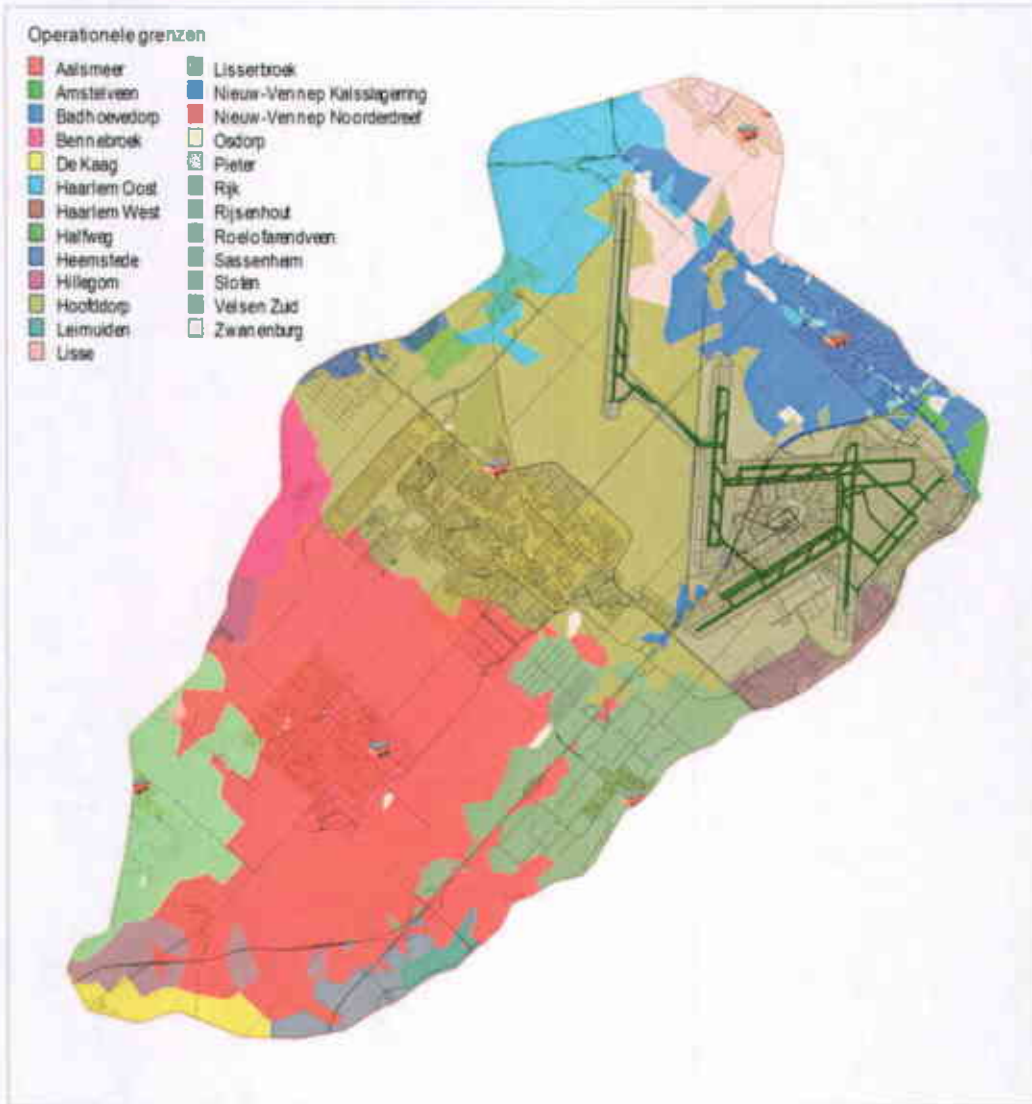 Operationele grenzen
Aalsmeer
Amstelveen
Badhoevedorp
Bennebroek
De Kaag
Haarlem Oost
Haarlem West
Halfweg
Heemstede
Hillegom
Hoofddorp
Leimuiden
Lisse
Lisserbroek
Nieuw-Vennep Kalsslagerring
Nieuw-Vennep Noorderdreef
Osdorp
Pieter
Rijk
Rijsenhout
Roelofarendveen
Sassenheim
Sloten
Velsen Zuid
Zwanenburg